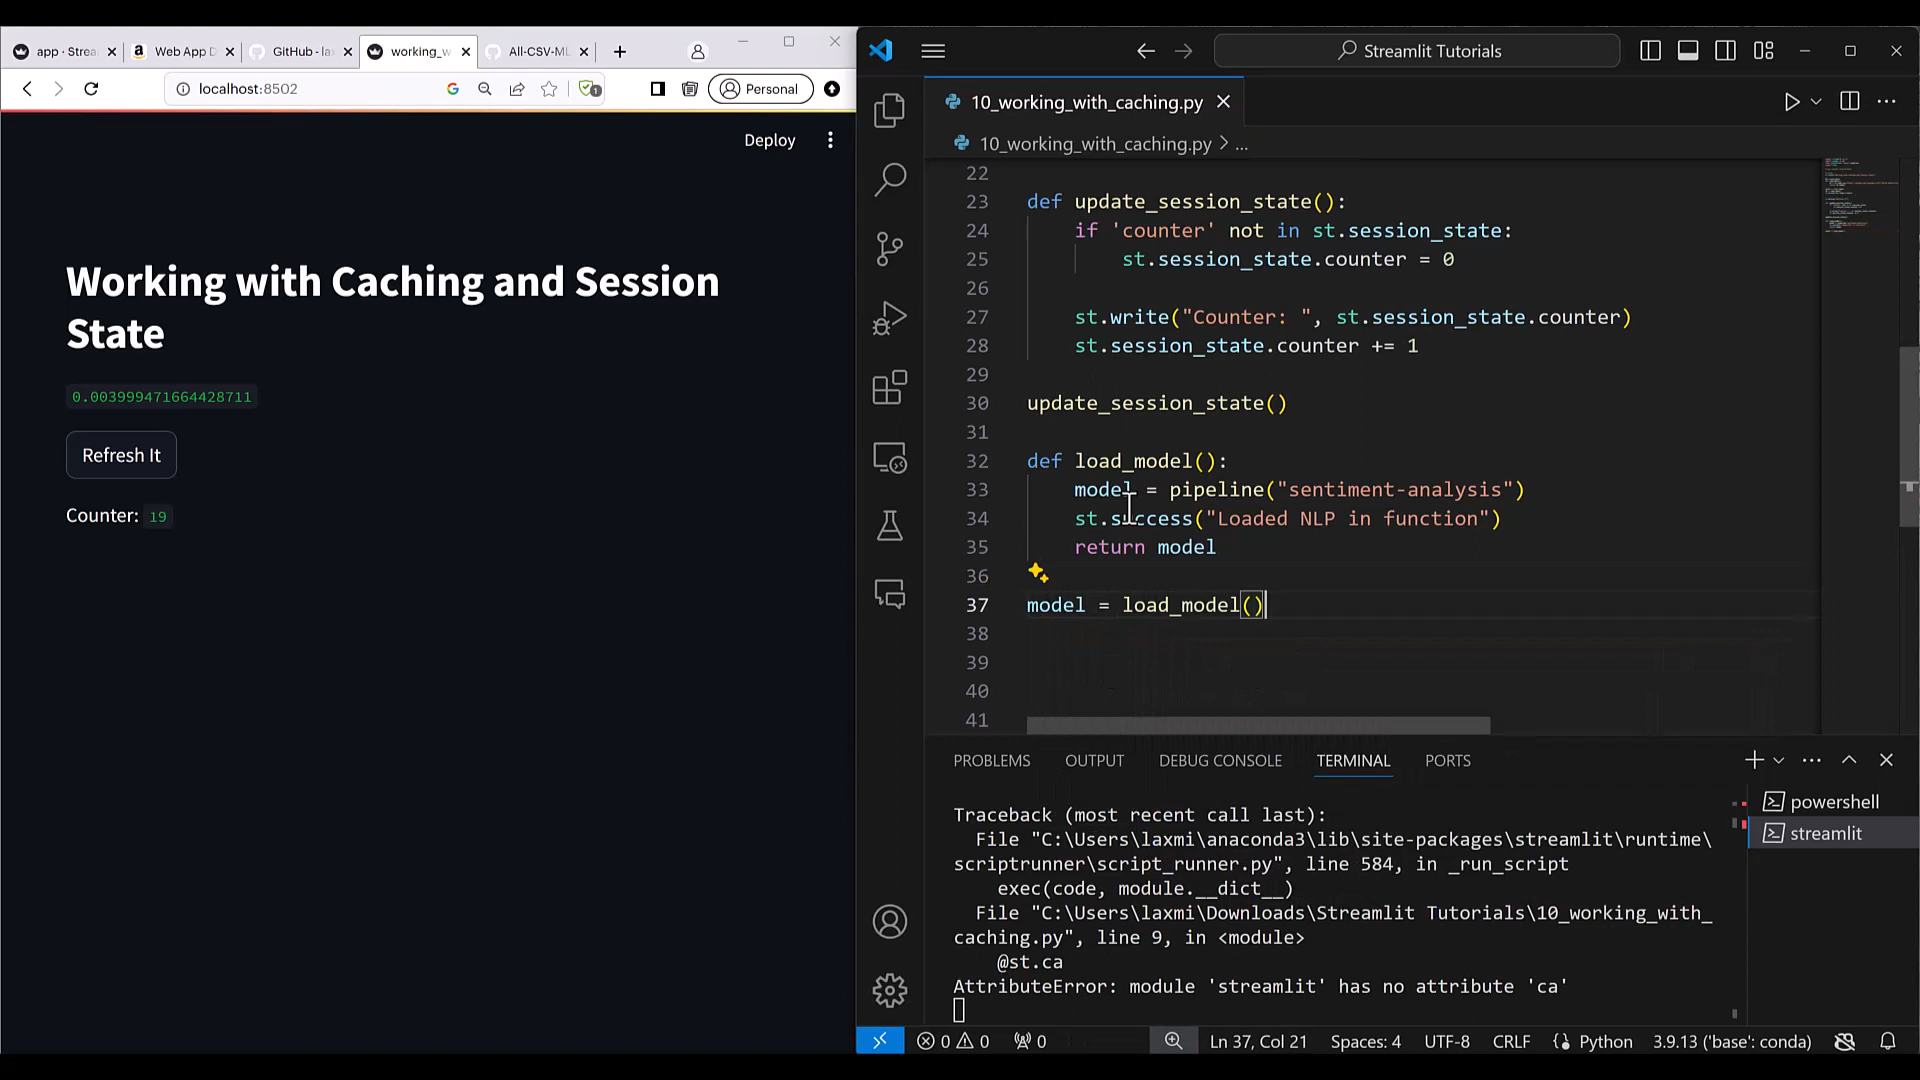 app · Strea
Web App D
GitHub - la
working_w
All-CSV-ML
localhost:8502
Personal
Deploy
Working with Caching and Session
State
0.003999471664428711
Refresh It
Counter: 19
Streamlit Tutorials
10_working_with_caching.py
10_working_with_caching.py > ...
22
23 def update_session_state():
24 if 'counter' not in st.session_state:
25 st.session_state.counter = 0
26
27 st.write("Counter: ", st.session_state.counter)
28 st.session_state.counter += 1
29
30 update_session_state()
31
32 def load_model():
33 model = pipeline("sentiment-analysis")
34 st.success("Loaded NLP in function")
35 return model
36
37 model = load_model()
38
39
40
41
PROBLEMS OUTPUT DEBUG CONSOLE TERMINAL PORTS
Traceback (most recent call last):
File "C:\Users\laxmi\anaconda3\lib\site-packages\streamlit\runtime\
scriptrunner\script_runner.py", line 584, in _run_script
exec(code, module.__dict__)
File "C:\Users\laxmi\Downloads\Streamlit Tutorials\10_working_with_
caching.py", line 9, in <module>
@st.ca
AttributeError: module 'streamlit' has no attribute 'ca'
powershell
streamlit
0 0 0 Ln 37, Col 21 Spaces: 4 UTF-8 CRLF Python 3.9.13 ('base': conda)